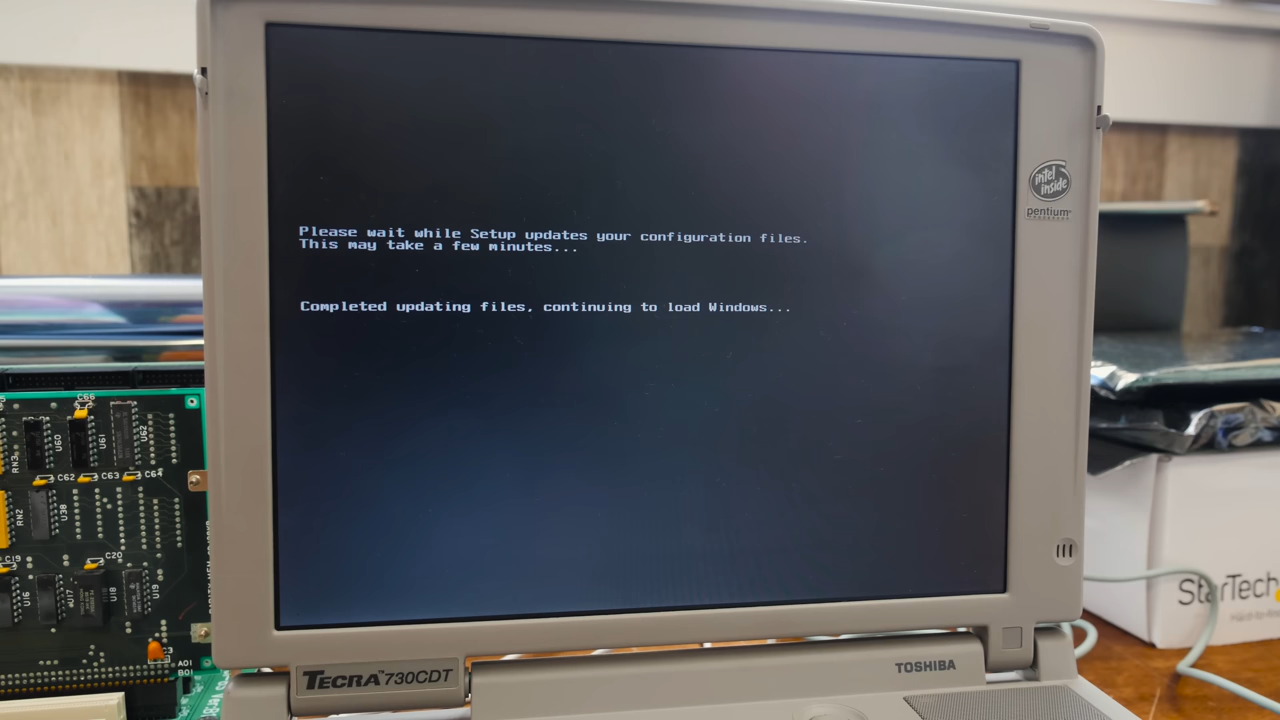 Please wait while Setup updates your configuration files.
This may take a few minutes...
Completed updating files, continuing to load Windows...
intel
inside
pentium
TECRA™730CDT
TOSHIBA
StarTech
C66
U60
U61
U62
RN3
C62
C63
C64
RN2
U38
C19
C20
U16
U17
U18
U19
A01
B01